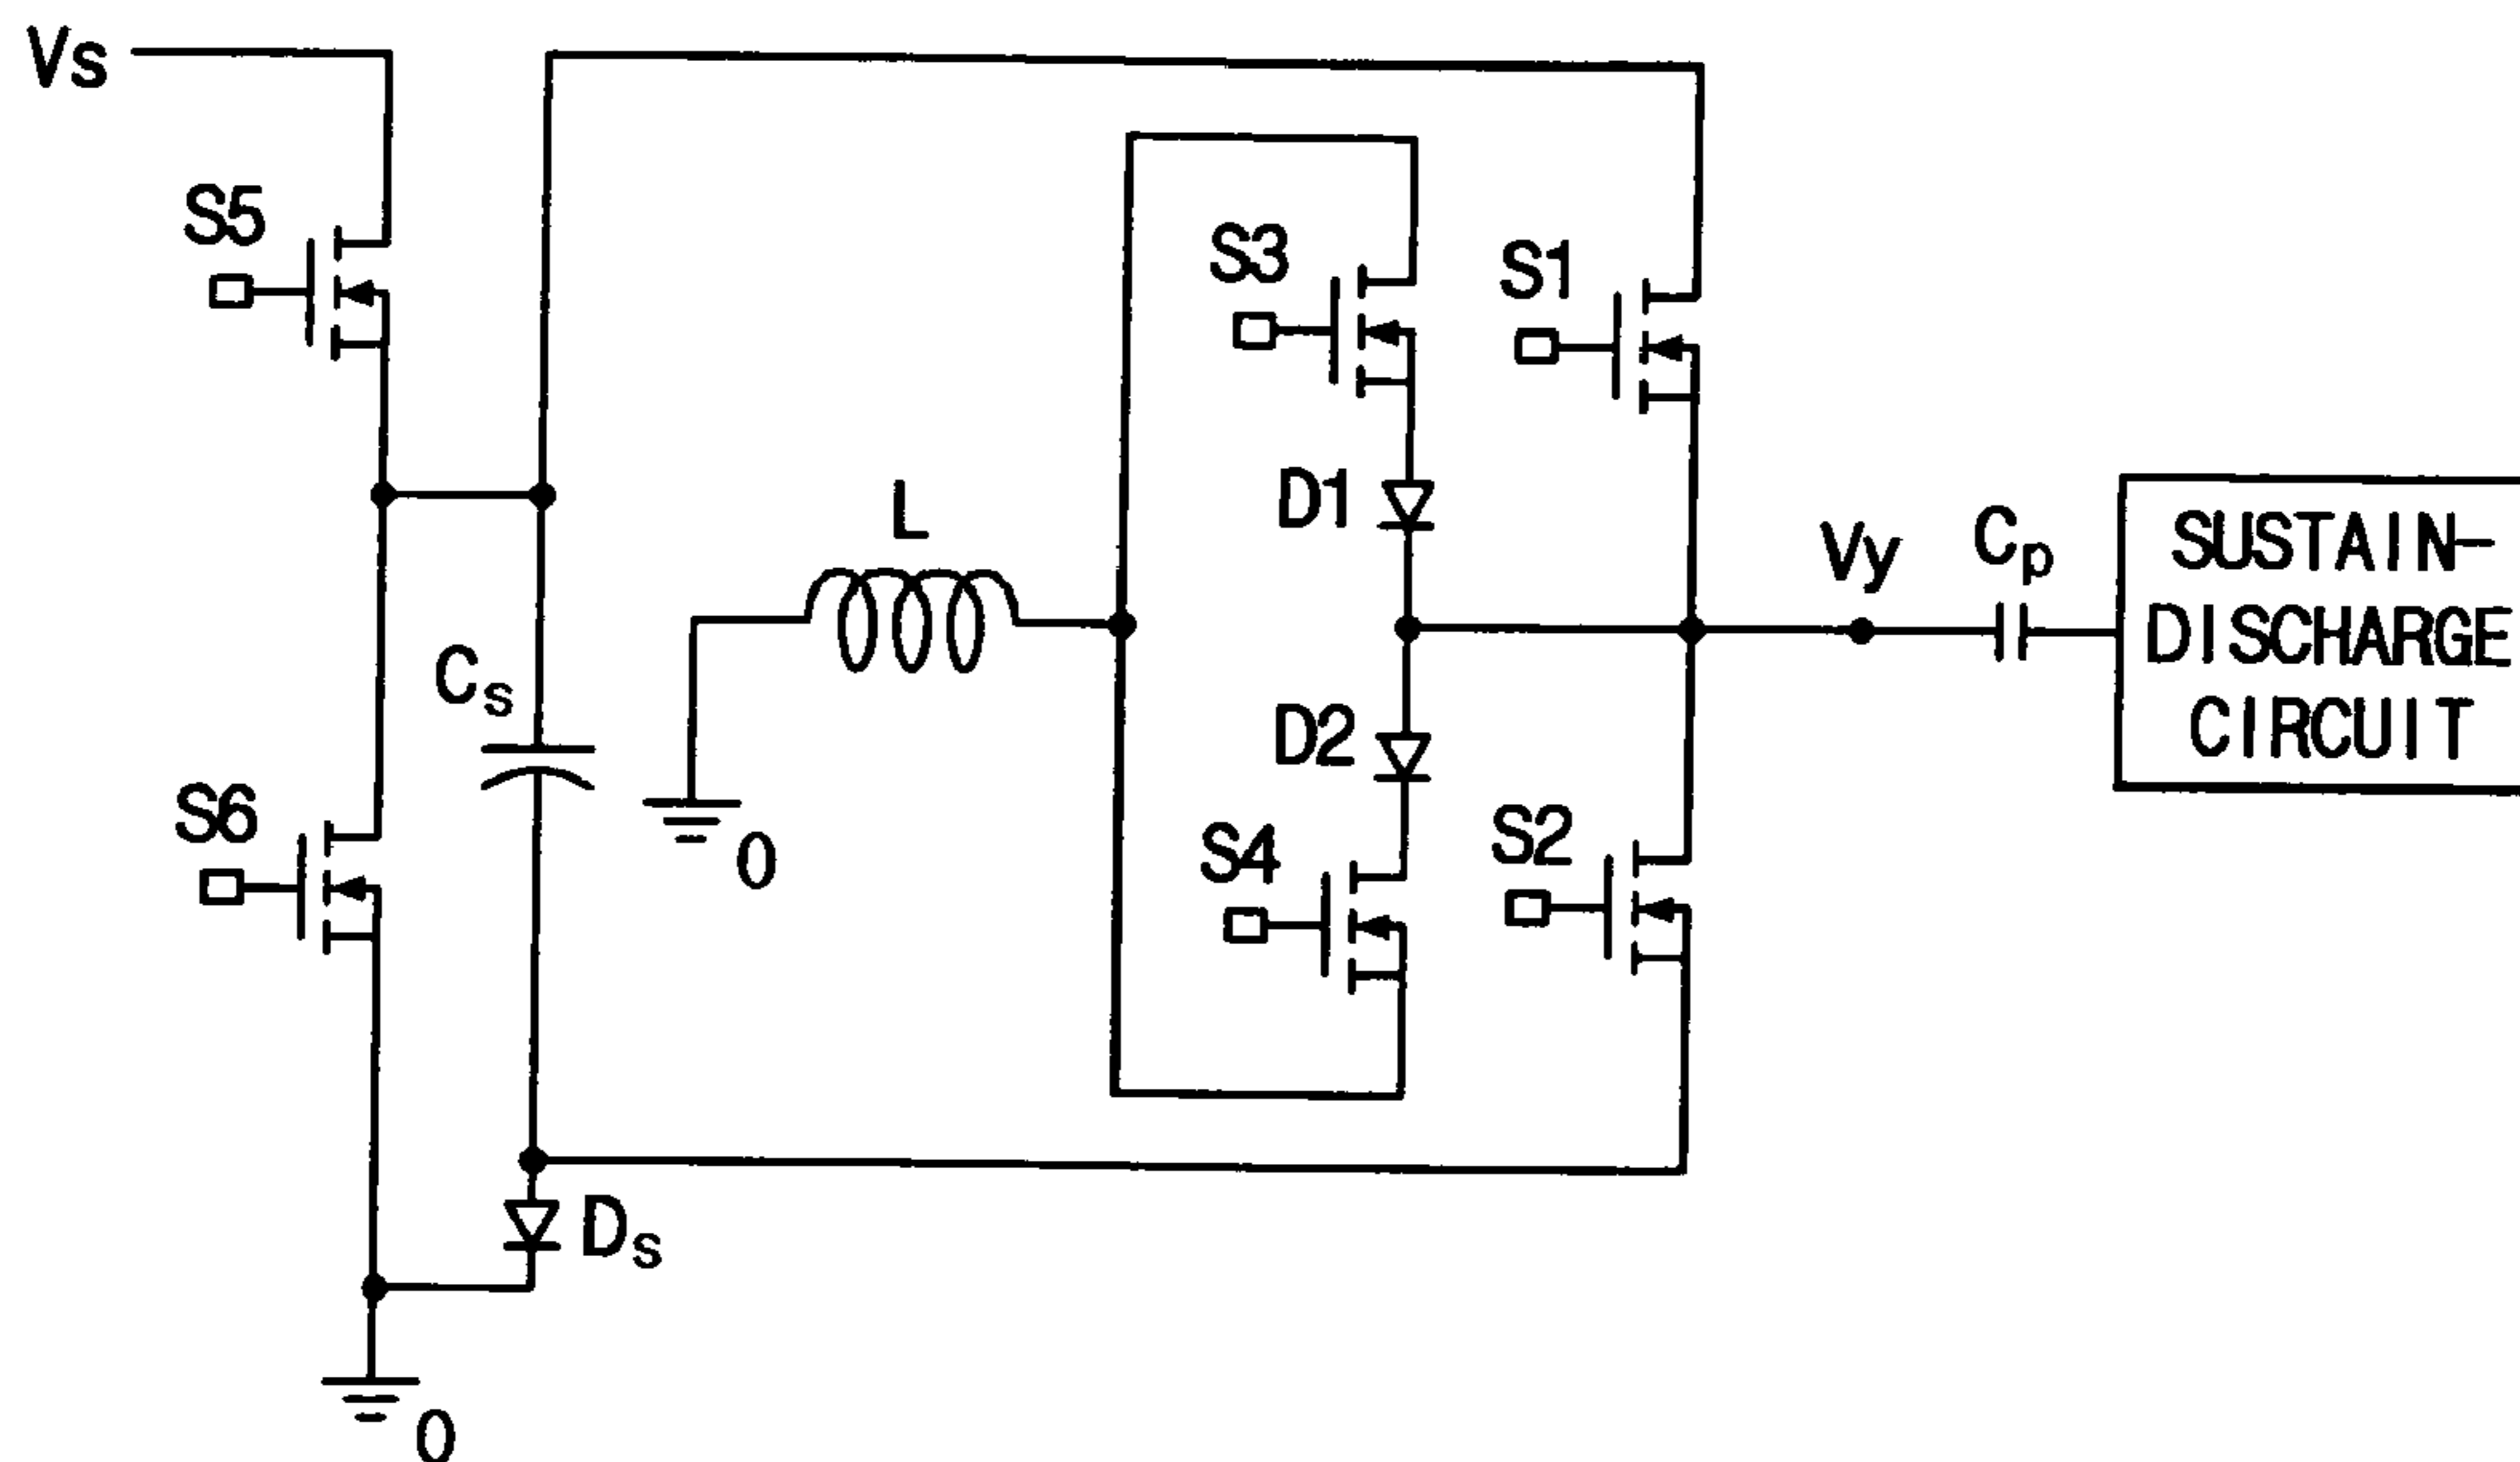 Vs
S5
S3
S1
D1
L
Vy
Cp
SUSTAIN-
DISCHARGE
CIRCUIT
Cs
D2
S6
S4
S2
0
Ds
0